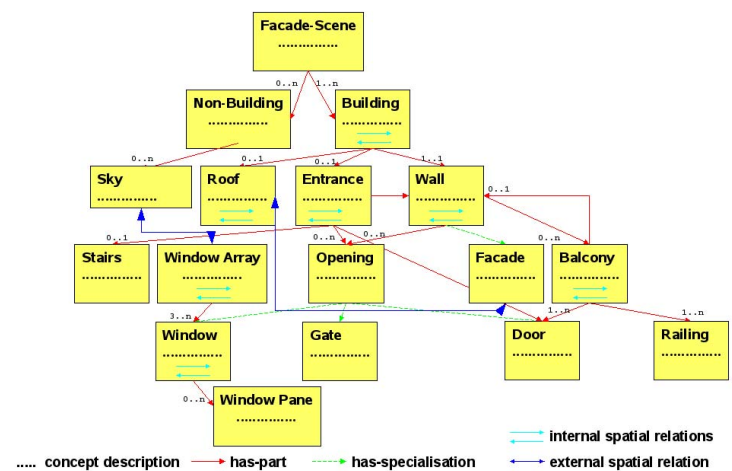 Facade-Scene
...............
0..n 1..n
Non-Building Building
............... ...............
0..n 0..1 0..1 1..1
Sky Roof Entrance Wall
............... ............... ............... ...............
0..1
0..1 0..n 0..n 0..n
Stairs Window Array Opening Facade Balcony
............... ............... ............... ............... ...............
3..n 1..n 1..n
Window Gate Door Railing
............... ............... ............... ...............
0..n
Window Pane
...............
internal spatial relations
..... concept description has-part has-specialisation external spatial relation